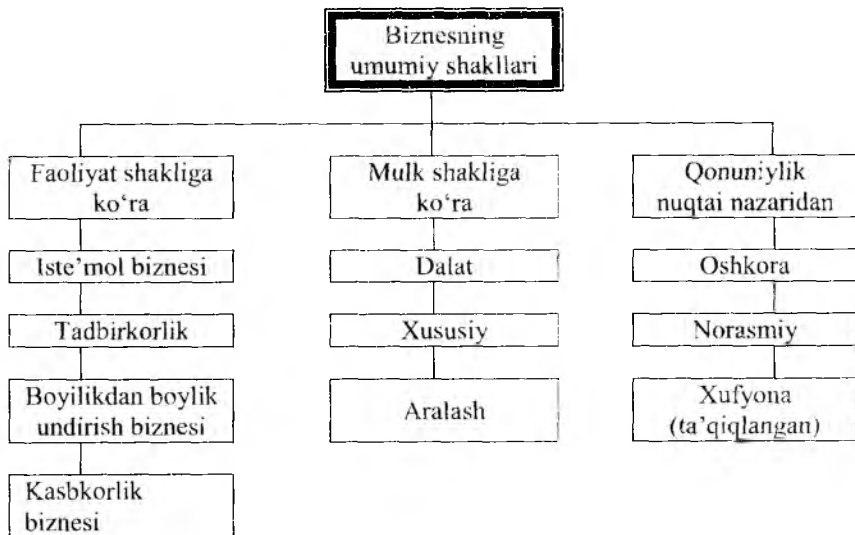 Biznesning
umumiy shakllari
Faoliyat shakliga
ko‘ra
Iste’mol biznesi
Tadbirkorlik
Boyilikdan boylik
undirish biznesi
Kasbkorlik
biznesi
Mulk shakliga
ko‘ra
Dalat
Xususiy
Aralash
Qonuniylik
nuqtai nazaridan
Oshkora
Norasmiy
Xufyona
(ta’qiqlangan)